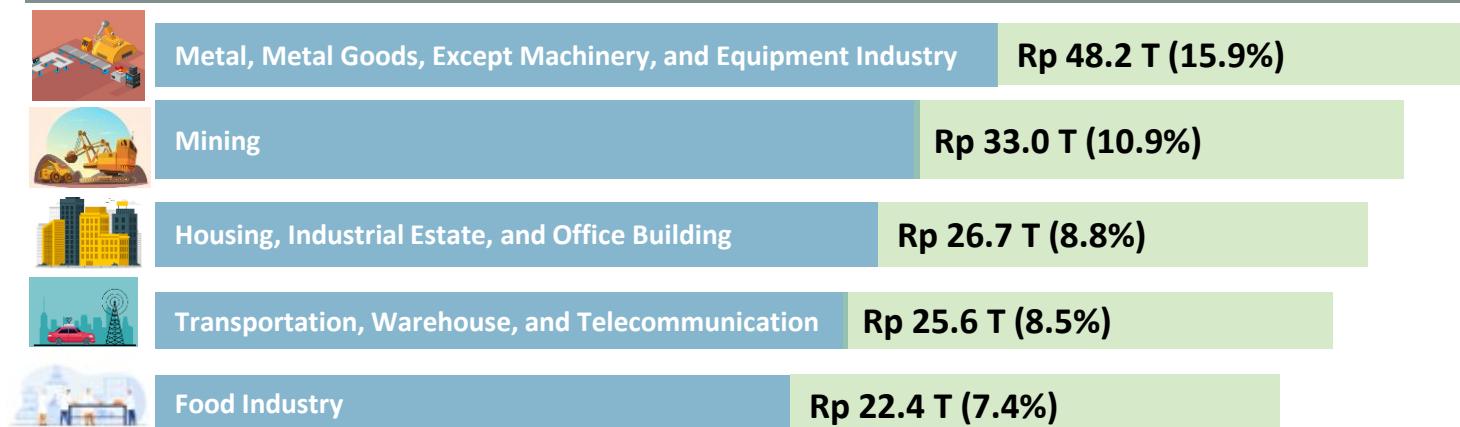 Metal, Metal Goods, Except Machinery, and Equipment Industry Rp 48.2 T (15.9%)
Mining Rp 33.0 T (10.9%)
Housing, Industrial Estate, and Office Building Rp 26.7 T (8.8%)
Transportation, Warehouse, and Telecommunication Rp 25.6 T (8.5%)
Food Industry Rp 22.4 T (7.4%)